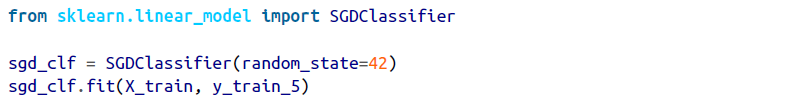 from sklearn.linear_model import SGDClassifier
sgd_clf = SGDClassifier(random_state=42)
sgd_clf.fit(X_train, y_train_5)